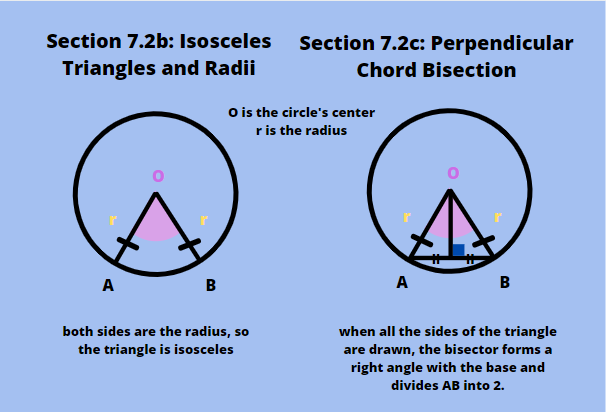 Section 7.2b: Isosceles
Triangles and Radii
Section 7.2c: Perpendicular
Chord Bisection
O is the circle's center
r is the radius
O
r
r
A
B
O
r
r
A
B
both sides are the radius, so
the triangle is isosceles
when all the sides of the triangle
are drawn, the bisector forms a
right angle with the base and
divides AB into 2.